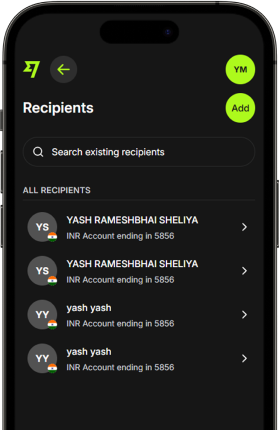 YM
Recipients
Add
Search existing recipients
ALL RECIPIENTS
YS
YASH RAMESHBHAI SHELIYA
INR Account ending in 5856
YS
YASH RAMESHBHAI SHELIYA
INR Account ending in 5856
YY
yash yash
INR Account ending in 5856
YY
yash yash
INR Account ending in 5856